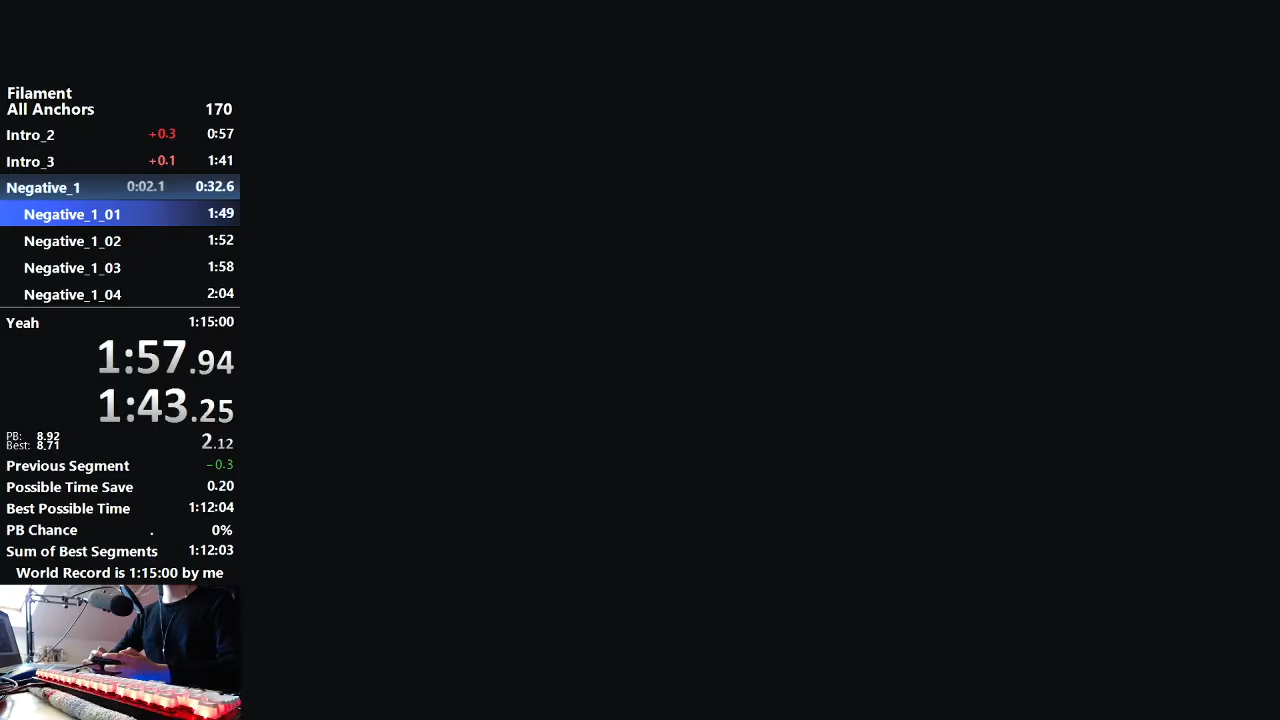 Filament
All Anchors 170
Intro_2 +0.3 0:57
Intro_3 +0.1 1:41
Negative_1 0:02.1 0:32.6
Negative_1_01 1:49
Negative_1_02 1:52
Negative_1_03 1:58
Negative_1_04 2:04
Yeah 1:15:00
1:57.94
1:43.25
PB: 8.92
Best: 8.71 2.12
Previous Segment -0.3
Possible Time Save 0.20
Best Possible Time 1:12:04
PB Chance . 0%
Sum of Best Segments 1:12:03
World Record is 1:15:00 by me